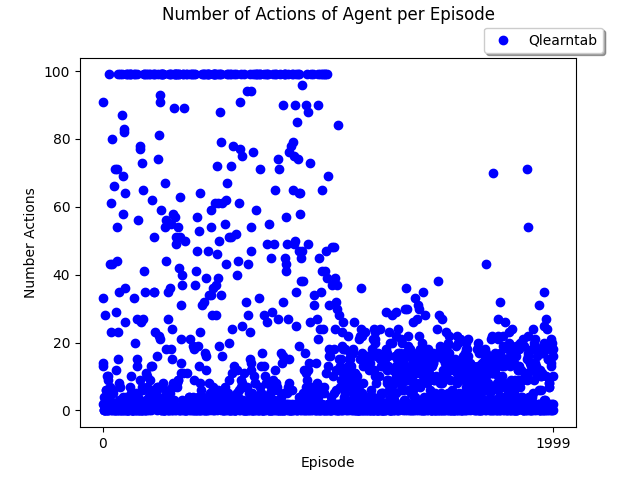 Number of Actions of Agent per Episode
Qlearntab
100
80
60
40
20
0
Number Actions
0
1999
Episode